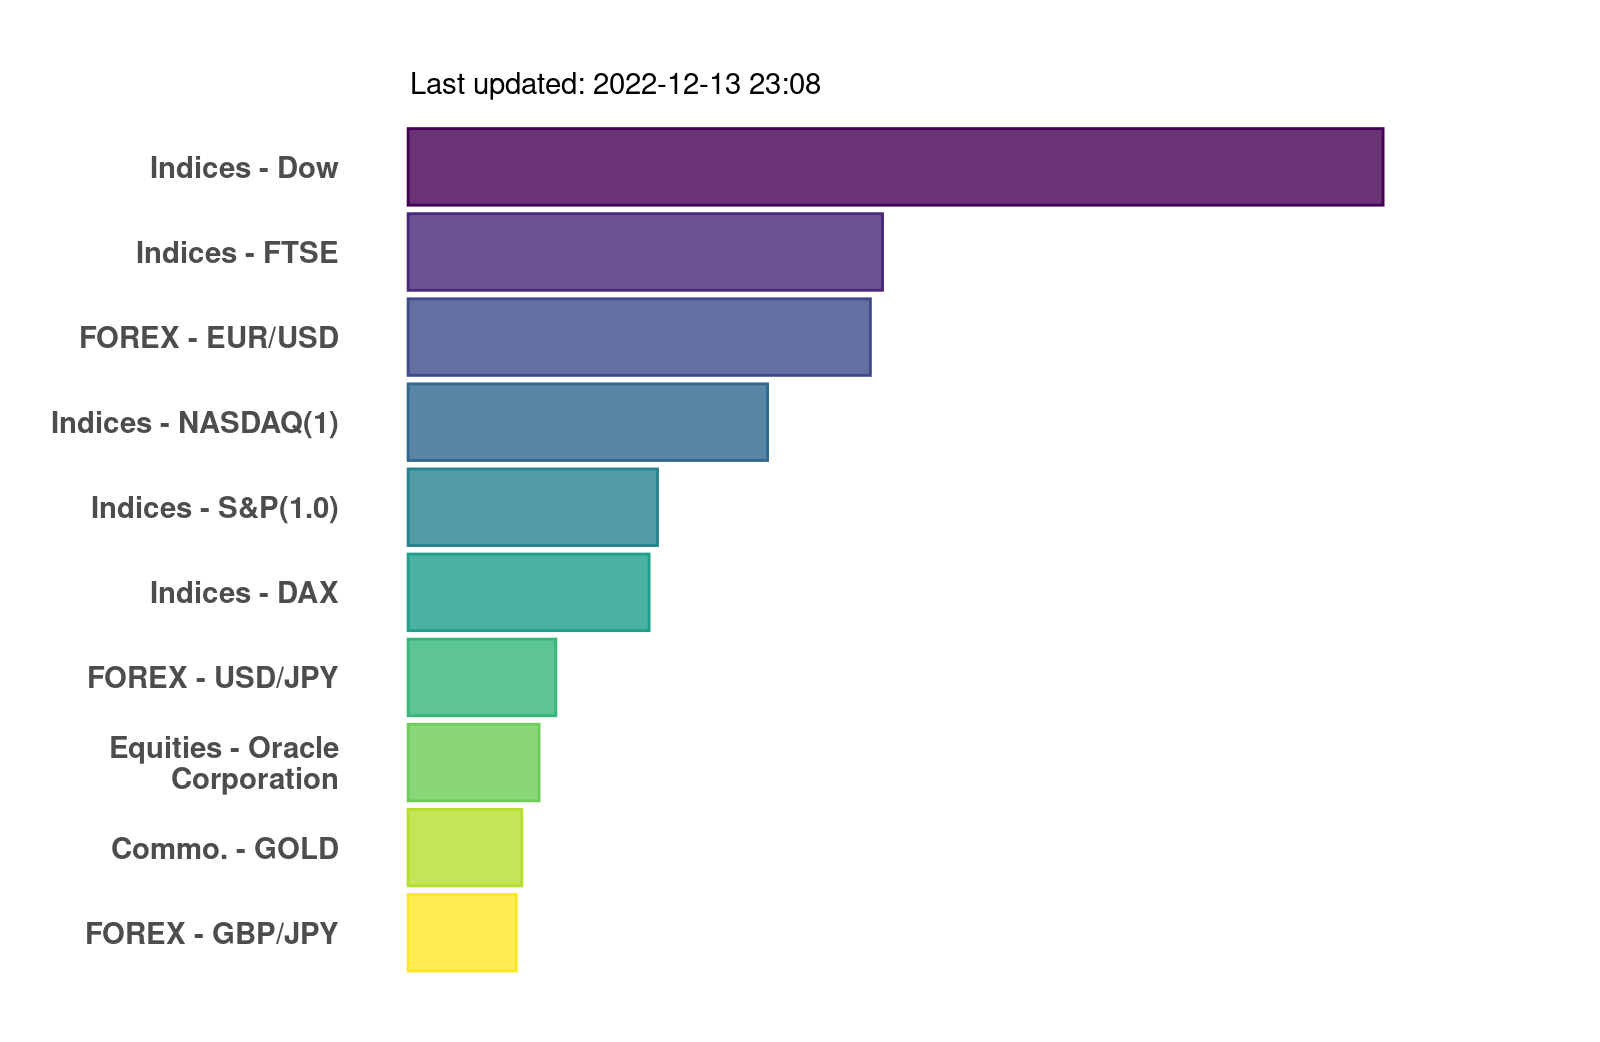 Last updated: 2022-12-13 23:08
Indices - Dow
Indices - FTSE
FOREX - EUR/USD
Indices - NASDAQ(1)
Indices - S&P(1.0)
Indices - DAX
FOREX - USD/JPY
Equities - Oracle
Corporation
Commo. - GOLD
FOREX - GBP/JPY